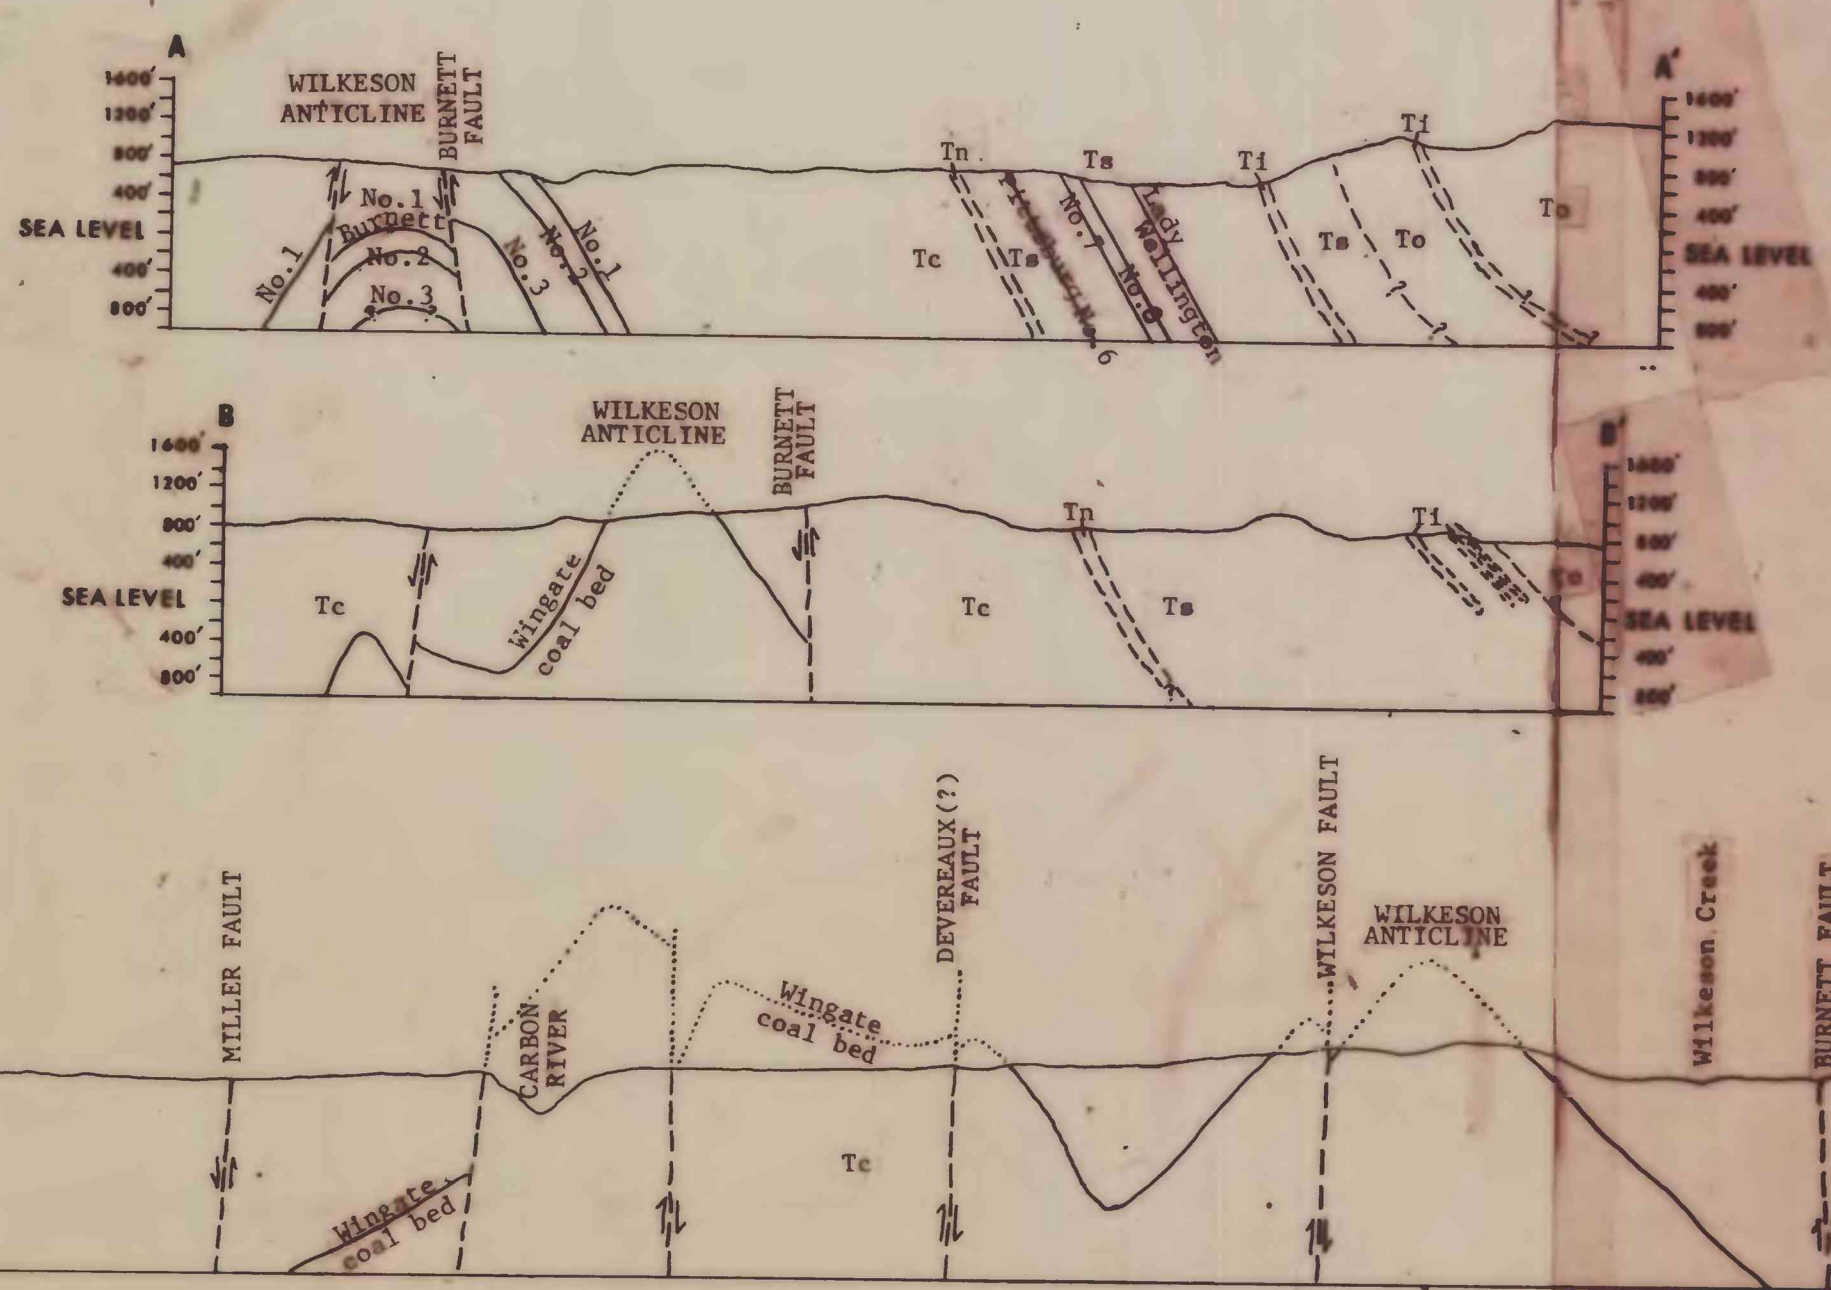 A
A'
WILKESON
ANTICLINE
BURNETT
FAULT
1600'
1200'
800'
400'
SEA LEVEL
400'
800'
No.1
Burnett
No.2
No.3
No.1
No.3
No.2
No.1
Tn
Ts
Ti
Ti
Tc
Ts
No.6
No.7
No.8
Lady
Wellington
Ts
To
To
1600'
1200'
800'
400'
SEA LEVEL
400'
800'
B
B'
WILKESON
ANTICLINE
BURNETT
FAULT
1600'
1200'
800'
400'
SEA LEVEL
400'
800'
Tc
Wingate
coal bed
Tc
Tn
Ts
Ti
To
1600'
1200'
800'
400'
SEA LEVEL
400'
800'
MILLER FAULT
CARBON
RIVER
DEVEREAUX(?)
FAULT
WILKESON FAULT
WILKESON
ANTICLINE
Wilkeson Creek
BURNETT FAULT
Wingate
coal bed
Tc
Wingate
coal bed